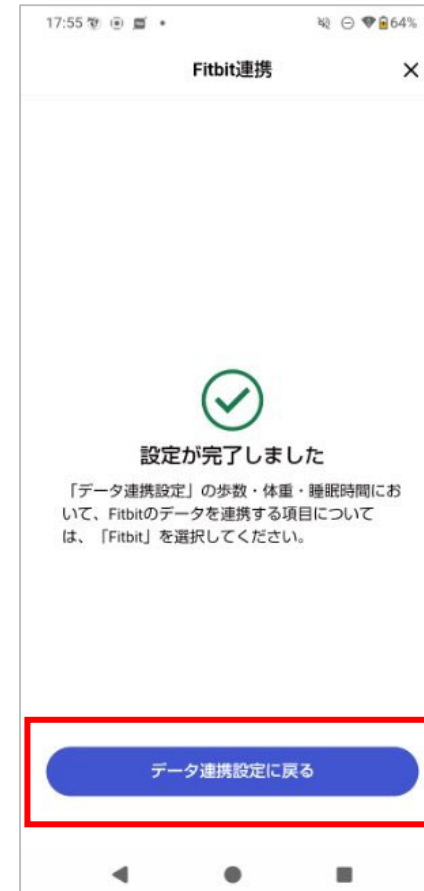 17:55 64%
Fitbit連携
設定が完了しました
「データ連携設定」の歩数・体重・睡眠時間にお
いて、Fitbitのデータを連携する項目について
は、「Fitbit」を選択してください。
データ連携設定に戻る